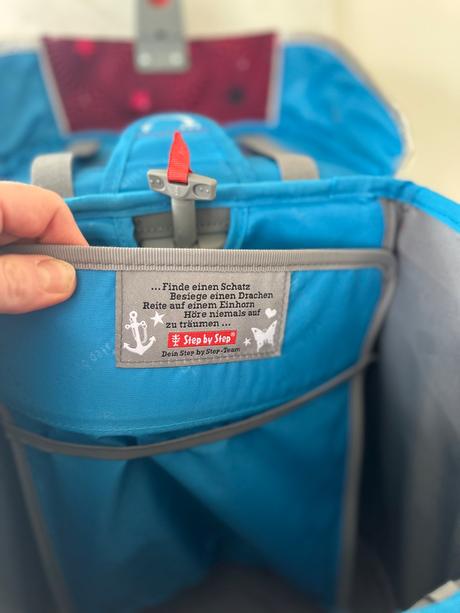 ...Finde einen Schatz
Besiege einen Drachen
Reite auf einem Einhorn
Höre niemals auf
zu träumen ...
Step by Step®
Dein Step by Step-Team